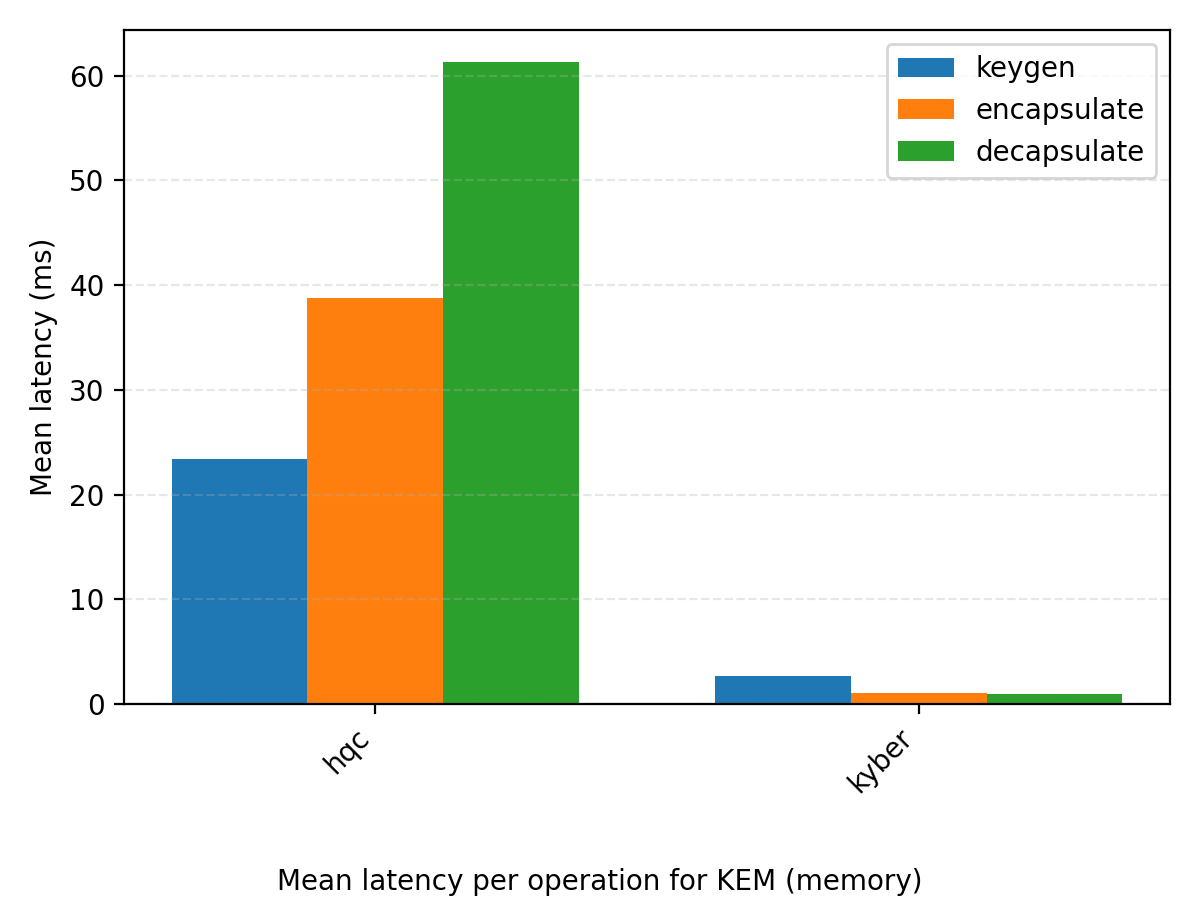 60
50
40
30
20
10
0
Mean latency (ms)
keygen
encapsulate
decapsulate
hqc
kyber
Mean latency per operation for KEM (memory)